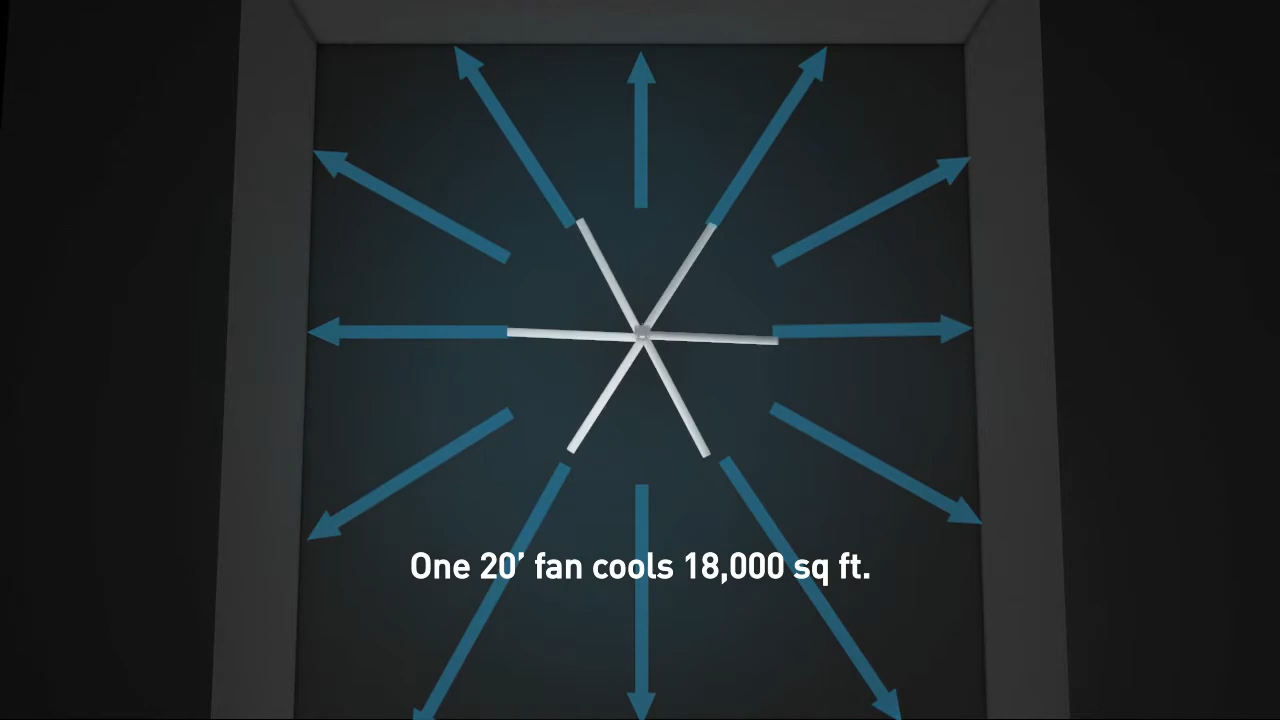 One 20’ fan cools 18,000 sq ft.